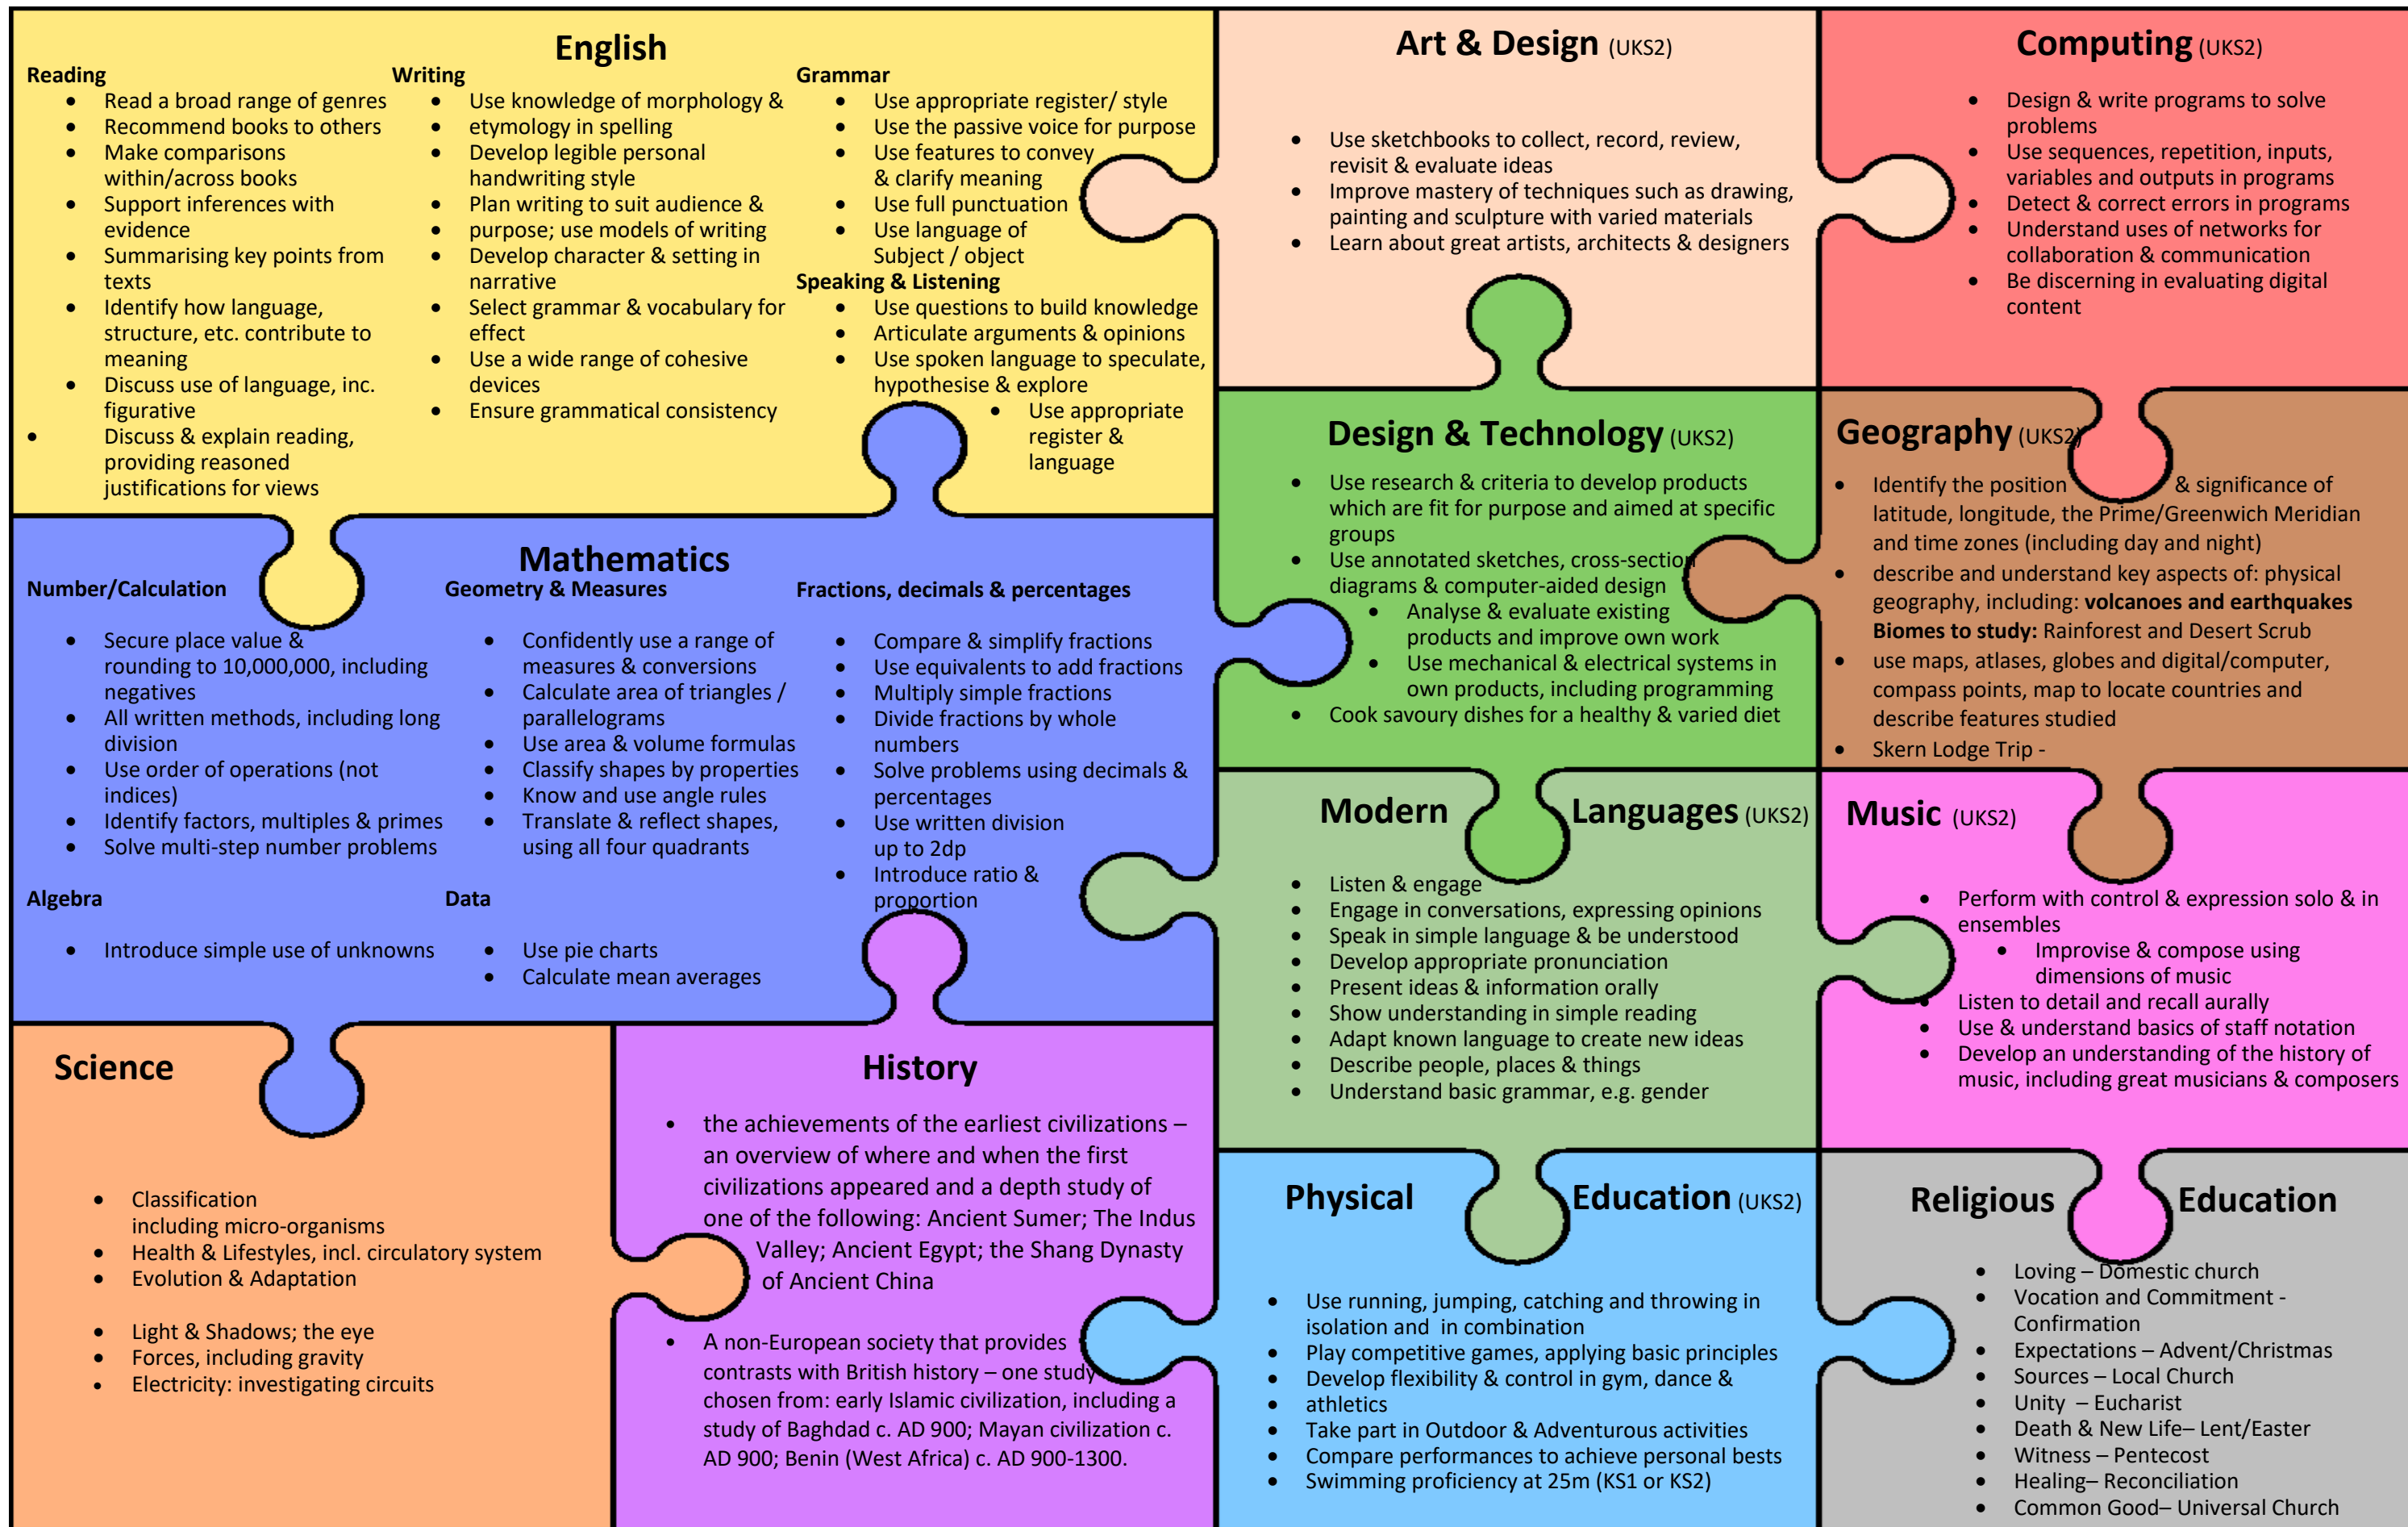 English
Reading
• Read a broad range of genres
• Recommend books to others
• Make comparisons
within/across books
• Support inferences with
evidence
• Summarising key points from
texts
• Identify how language,
structure, etc. contribute to
meaning
• Discuss use of language, inc.
figurative
• Discuss & explain reading,
providing reasoned
justifications for views
Writing
• Use knowledge of morphology &
• etymology in spelling
• Develop legible personal
handwriting style
• Plan writing to suit audience &
• purpose; use models of writing
• Develop character & setting in
narrative
• Select grammar & vocabulary for
effect
• Use a wide range of cohesive
devices
• Ensure grammatical consistency
Grammar
• Use appropriate register/ style
• Use the passive voice for purpose
• Use features to convey
& clarify meaning
• Use full punctuation
• Use language of
Subject / object
Speaking & Listening
• Use questions to build knowledge
• Articulate arguments & opinions
• Use spoken language to speculate,
hypothesise & explore
• Use appropriate
register &
language
Art & Design (UKS2)
• Use sketchbooks to collect, record, review,
revisit & evaluate ideas
• Improve mastery of techniques such as drawing,
painting and sculpture with varied materials
• Learn about great artists, architects & designers
Computing (UKS2)
• Design & write programs to solve
problems
• Use sequences, repetition, inputs,
variables and outputs in programs
• Detect & correct errors in programs
• Understand uses of networks for
collaboration & communication
• Be discerning in evaluating digital
content
Design & Technology (UKS2)
• Use research & criteria to develop products
which are fit for purpose and aimed at specific
groups
• Use annotated sketches, cross-section
diagrams & computer-aided design
• Analyse & evaluate existing
products and improve own work
• Use mechanical & electrical systems in
own products, including programming
• Cook savoury dishes for a healthy & varied diet
Geography (UKS2)
• Identify the position & significance of
latitude, longitude, the Prime/Greenwich Meridian
and time zones (including day and night)
• describe and understand key aspects of: physical
geography, including: volcanoes and earthquakes
Biomes to study: Rainforest and Desert Scrub
• use maps, atlases, globes and digital/computer,
compass points, map to locate countries and
describe features studied
• Skern Lodge Trip -
Mathematics
Number/Calculation
• Secure place value &
rounding to 10,000,000, including
negatives
• All written methods, including long
division
• Use order of operations (not
indices)
• Identify factors, multiples & primes
• Solve multi-step number problems
Algebra
• Introduce simple use of unknowns
Geometry & Measures
• Confidently use a range of
measures & conversions
• Calculate area of triangles /
parallelograms
• Use area & volume formulas
• Classify shapes by properties
• Know and use angle rules
• Translate & reflect shapes,
using all four quadrants
Data
• Use pie charts
• Calculate mean averages
Fractions, decimals & percentages
• Compare & simplify fractions
• Use equivalents to add fractions
• Multiply simple fractions
• Divide fractions by whole
numbers
• Solve problems using decimals &
percentages
• Use written division
up to 2dp
• Introduce ratio &
proportion
Modern Languages (UKS2)
• Listen & engage
• Engage in conversations, expressing opinions
• Speak in simple language & be understood
• Develop appropriate pronunciation
• Present ideas & information orally
• Show understanding in simple reading
• Adapt known language to create new ideas
• Describe people, places & things
• Understand basic grammar, e.g. gender
Music (UKS2)
• Perform with control & expression solo & in
ensembles
• Improvise & compose using
dimensions of music
• Listen to detail and recall aurally
• Use & understand basics of staff notation
• Develop an understanding of the history of
music, including great musicians & composers
Science
• Classification
including micro-organisms
• Health & Lifestyles, incl. circulatory system
• Evolution & Adaptation
• Light & Shadows; the eye
• Forces, including gravity
• Electricity: investigating circuits
History
• the achievements of the earliest civilizations –
an overview of where and when the first
civilizations appeared and a depth study of
one of the following: Ancient Sumer; The Indus
Valley; Ancient Egypt; the Shang Dynasty
of Ancient China
• A non-European society that provides
contrasts with British history – one study
chosen from: early Islamic civilization, including a
study of Baghdad c. AD 900; Mayan civilization c.
AD 900; Benin (West Africa) c. AD 900-1300.
Physical Education (UKS2)
• Use running, jumping, catching and throwing in
isolation and in combination
• Play competitive games, applying basic principles
• Develop flexibility & control in gym, dance &
• athletics
• Take part in Outdoor & Adventurous activities
• Compare performances to achieve personal bests
• Swimming proficiency at 25m (KS1 or KS2)
Religious Education
• Loving – Domestic church
• Vocation and Commitment -
Confirmation
• Expectations – Advent/Christmas
• Sources – Local Church
• Unity – Eucharist
• Death & New Life– Lent/Easter
• Witness – Pentecost
• Healing– Reconciliation
• Common Good– Universal Church